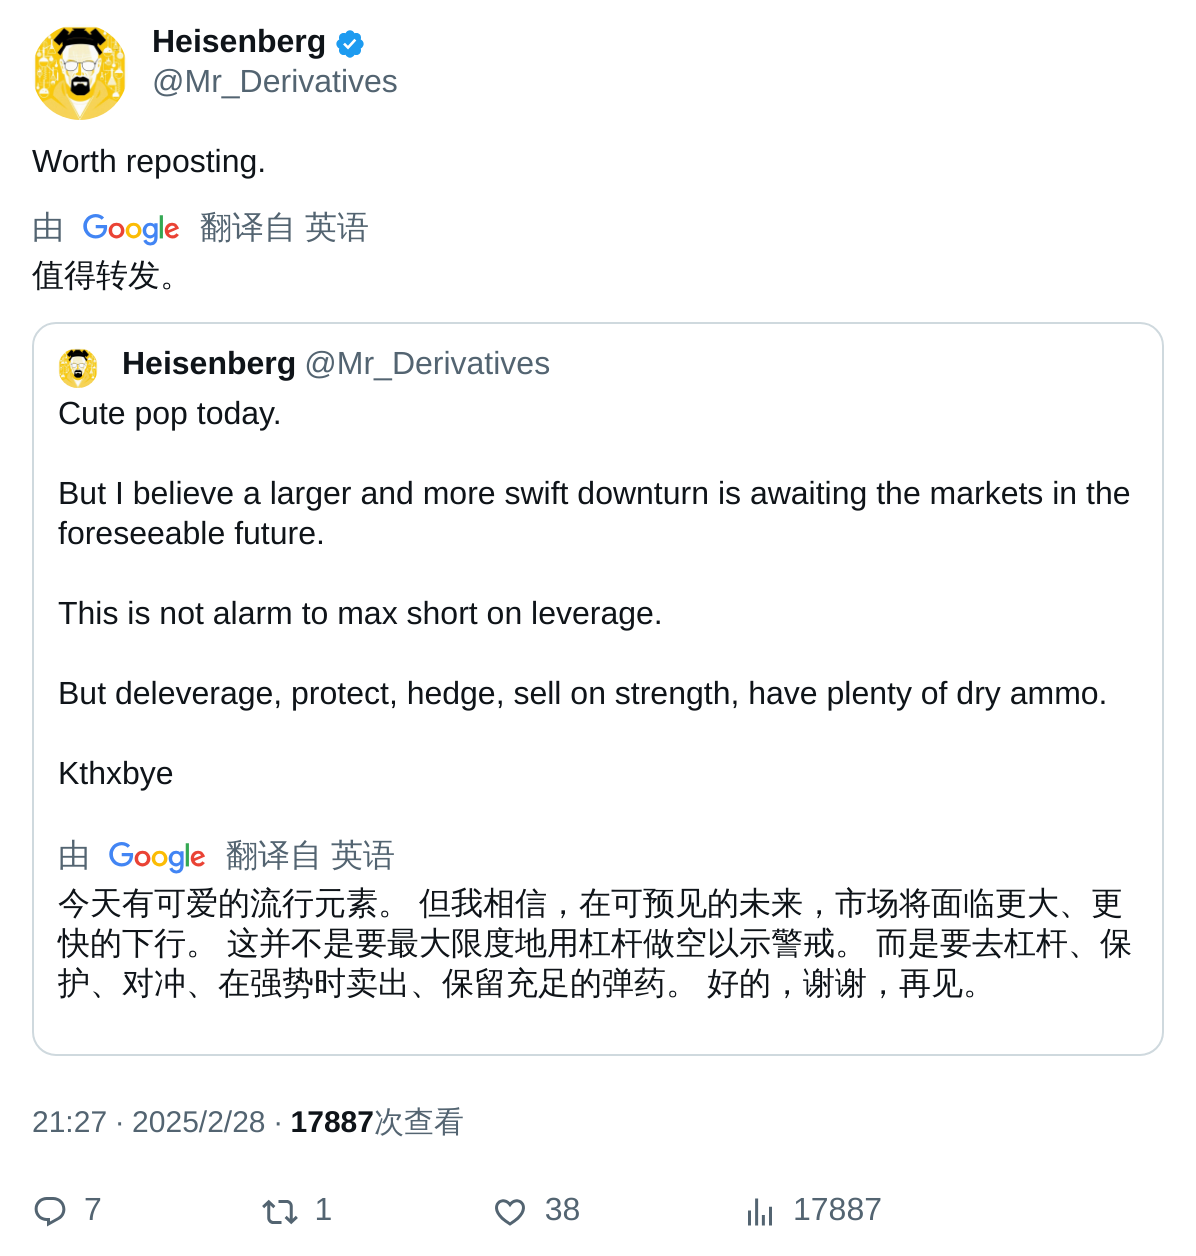 Heisenberg
@Mr_Derivatives
Worth reposting.
由 Google 翻译自 英语
值得转发。
Heisenberg @Mr_Derivatives
Cute pop today.
But I believe a larger and more swift downturn is awaiting the markets in the
foreseeable future.
This is not alarm to max short on leverage.
But deleverage, protect, hedge, sell on strength, have plenty of dry ammo.
Kthxbye
由 Google 翻译自 英语
今天有可爱的流行元素。 但我相信，在可预见的未来，市场将面临更大、更
快的下行。 这并不是要最大限度地用杠杆做空以示警戒。 而是要去杠杆、保
护、对冲、在强势时卖出、保留充足的弹药。 好的，谢谢，再见。
21:27 · 2025/2/28 · 17887次查看
7 1 38 17887